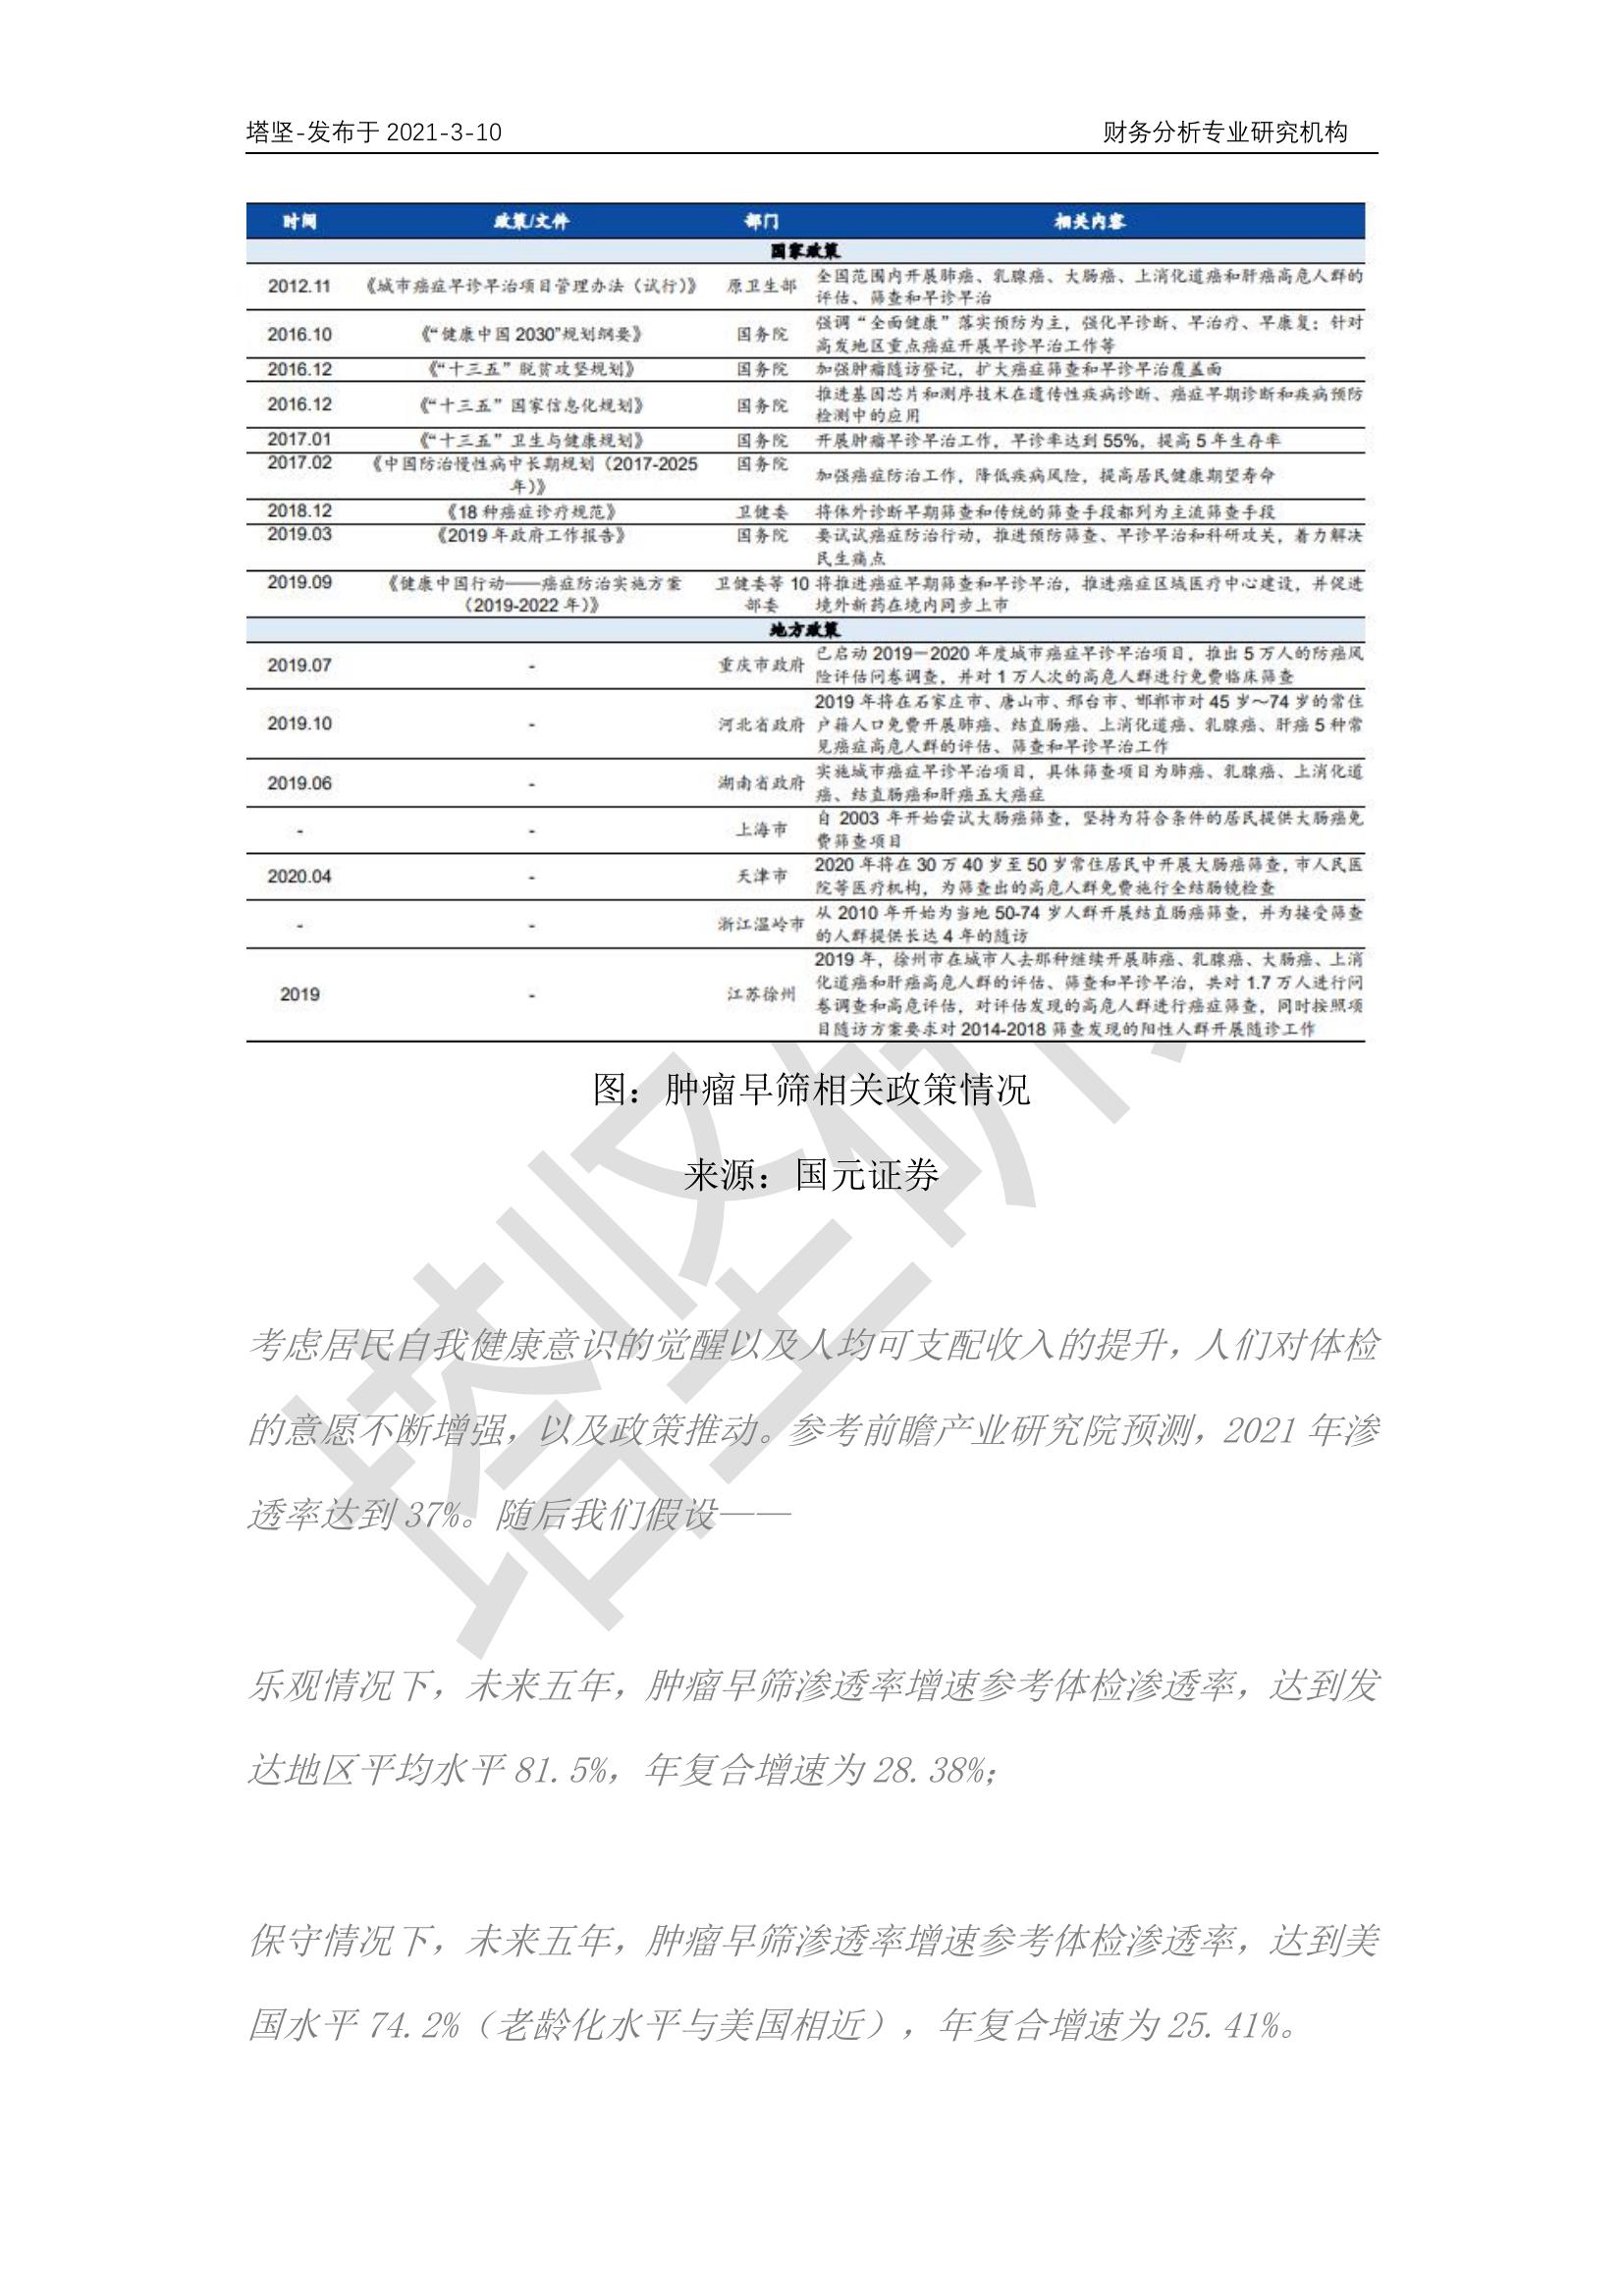 塔坚-发布于 2021-3-10 财务分析专业研究机构
时间 政策/文件 部门 相关内容
国家政策
2012.11 《城市癌症早诊早治项目管理办法（试行）》 原卫生部 全国范围内开展肺癌、乳腺癌、大肠癌、上消化道癌和肝癌高危人群的
评估、筛查和早诊早治
2016.10 《“健康中国 2030”规划纲要》 国务院 强调“全面健康”落实预防为主，强化早诊断、早治疗、早康复；针对
高发地区重点癌症开展早诊早治工作等
2016.12 《“十三五”脱贫攻坚规划》 国务院 加强肿瘤随访登记，扩大癌症筛查和早诊早治覆盖面
2016.12 《“十三五”国家信息化规划》 国务院 推进基因芯片和测序技术在遗传性疾病诊断、癌症早期诊断和疾病预防
检测中的应用
2017.01 《“十三五”卫生与健康规划》 国务院 开展肿瘤早诊早治工作，早诊率达到 55%，提高 5 年生存率
2017.02 《中国防治慢性病中长期规划（2017-2025 国务院 加强癌症防治工作，降低疾病风险，提高居民健康期望寿命
年）》
2018.12 《18 种癌症诊疗规范》 卫健委 将体外诊断早期筛查和传统的筛查手段都列为主流筛查手段
2019.03 《2019 年政府工作报告》 国务院 要试试癌症防治行动，推进预防筛查、早诊早治和科研攻关，着力解决
民生痛点
2019.09 《健康中国行动——癌症防治实施方案 卫健委等 10 将推进癌症早期筛查和早诊早治，推进癌症区域医疗中心建设，并促进
（2019-2022 年）》 部委 境外新药在境内同步上市
地方政策
2019.07 - 重庆市政府 已启动 2019－2020 年度城市癌症早诊早治项目，推出 5 万人的防癌风
险评估问卷调查，并对 1 万人次的高危人群进行免费临床筛查
2019.10 - 河北省政府 2019 年将在石家庄市、唐山市、邢台市、邯郸市对 45 岁～74 岁的常住
户籍人口免费开展肺癌、结直肠癌、上消化道癌、乳腺癌、肝癌 5 种常
见癌症高危人群的评估、筛查和早诊早治工作
2019.06 - 湖南省政府 实施城市癌症早诊早治项目，具体筛查项目为肺癌、乳腺癌、上消化道
癌、结直肠癌和肝癌五大癌症
- - 上海市 自 2003 年开始尝试大肠癌筛查，坚持为符合条件的居民提供大肠癌免
费筛查项目
2020.04 - 天津市 2020 年将在 30 万 40 岁至 50 岁常住居民中开展大肠癌筛查，市人民医
院等医疗机构，为筛查出的高危人群免费施行全结肠镜检查
- - 浙江温岭市 从 2010 年开始为当地 50-74 岁人群开展结直肠癌筛查，并为接受筛查
的人群提供长达 4 年的随访
2019 - 江苏徐州 2019 年，徐州市在城市人去那种继续开展肺癌、乳腺癌、大肠癌、上消
化道癌和肝癌高危人群的评估、筛查和早诊早治，共对 1.7 万人进行问
卷调查和高危评估，对评估发现的高危人群进行癌症筛查，同时按照项
目随访方案要求对 2014-2018 筛查发现的阳性人群开展随诊工作
图：肿瘤早筛相关政策情况
来源：国元证券
考虑居民自我健康意识的觉醒以及人均可支配收入的提升，人们对体检
的意愿不断增强，以及政策推动。参考前瞻产业研究院预测，2021 年渗
透率达到 37%。随后我们假设——
乐观情况下，未来五年，肿瘤早筛渗透率增速参考体检渗透率，达到发
达地区平均水平 81.5%，年复合增速为 28.38%；
保守情况下，未来五年，肿瘤早筛渗透率增速参考体检渗透率，达到美
国水平 74.2%（老龄化水平与美国相近），年复合增速为 25.41%。
塔坚研